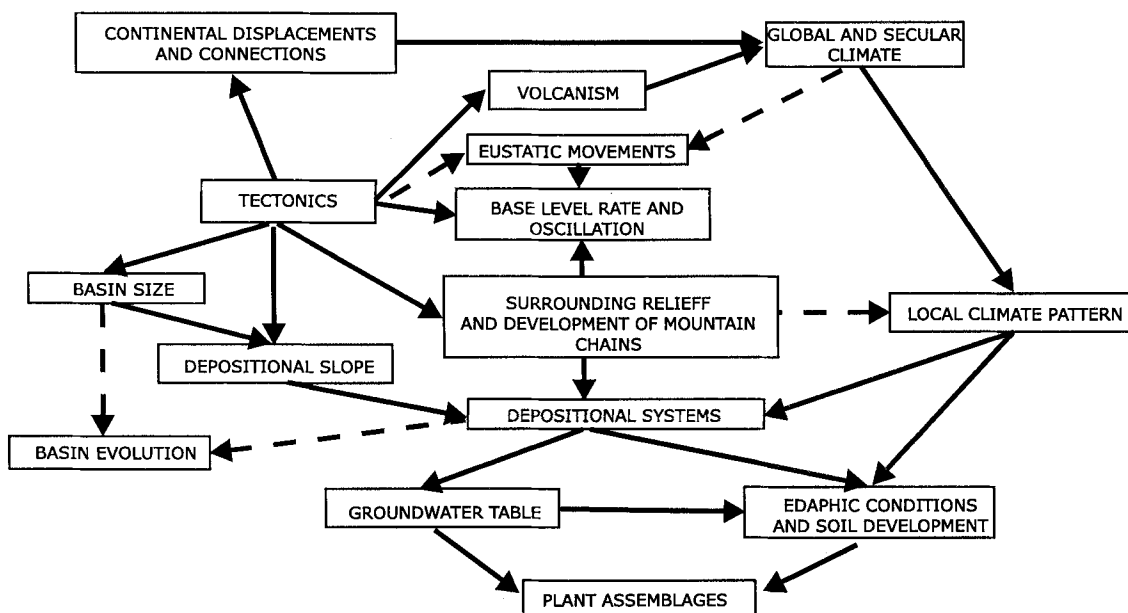 CONTINENTAL DISPLACEMENTS
AND CONNECTIONS
GLOBAL AND SECULAR
CLIMATE
VOLCANISM
EUSTATIC MOVEMENTS
TECTONICS
BASE LEVEL RATE AND
OSCILLATION
BASIN SIZE
SURROUNDING RELIEFF
AND DEVELOPMENT OF MOUNTAIN
CHAINS
LOCAL CLIMATE PATTERN
DEPOSITIONAL SLOPE
DEPOSITIONAL SYSTEMS
BASIN EVOLUTION
GROUNDWATER TABLE
EDAPHIC CONDITIONS
AND SOIL DEVELOPMENT
PLANT ASSEMBLAGES